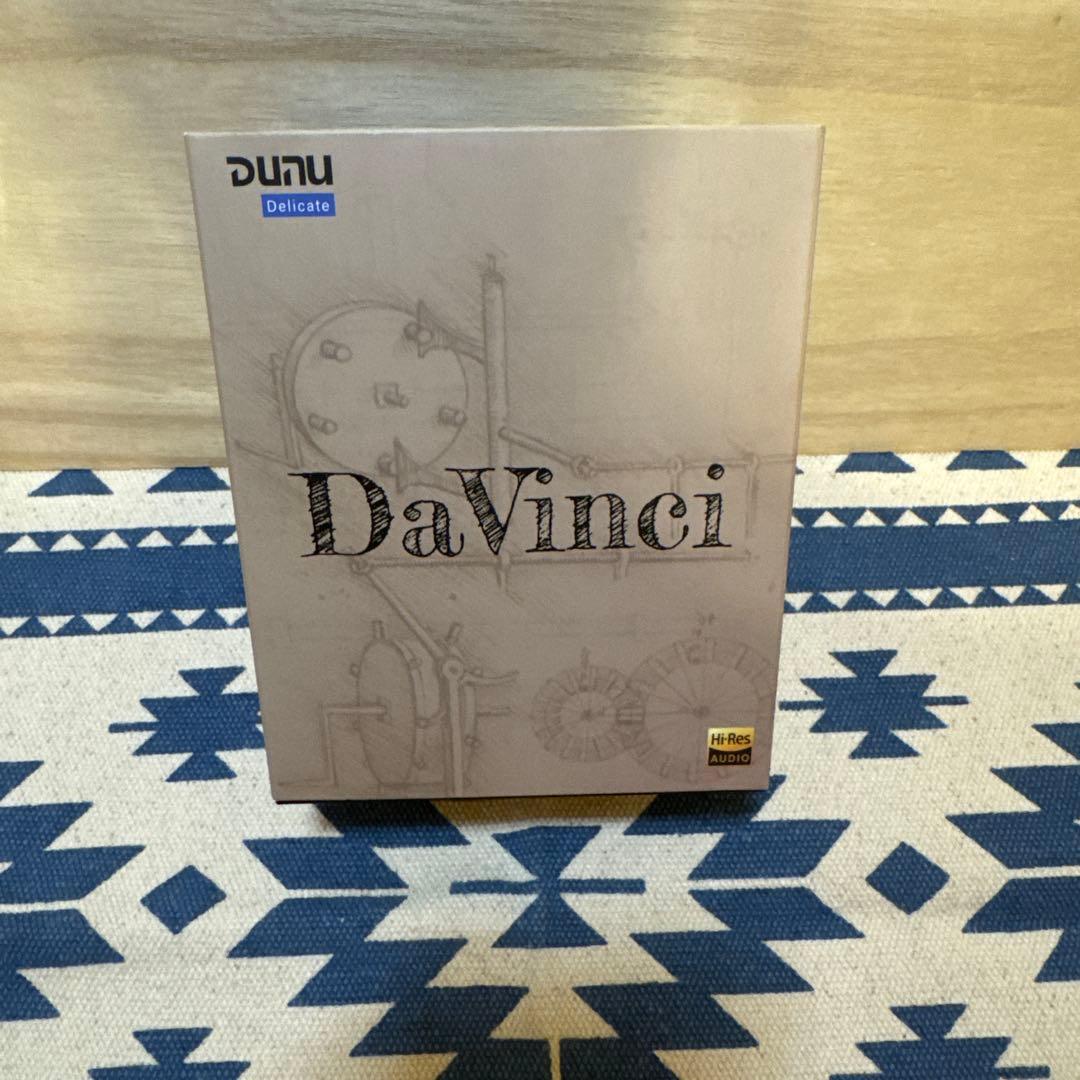 DUNU
Delicate
DaVinci
Hi-Res
AUDIO